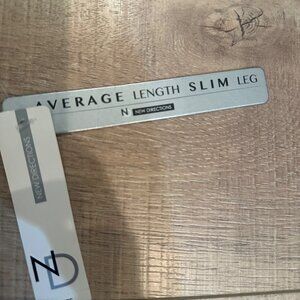 AVERAGE LENGTH SLIM LEG
N NEW DIRECTIONS
NEW DIRECTIONS
ND